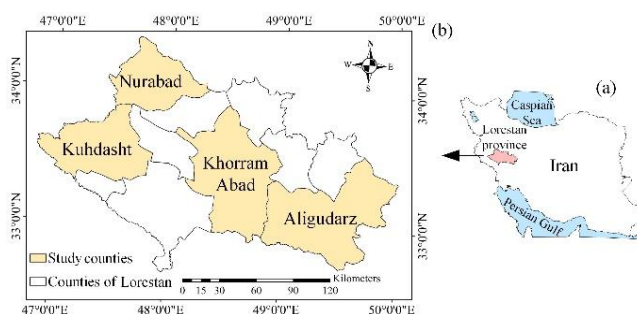 47°0'0"E
48°0'0"E
49°0'0"E
50°0'0"E
(b)
N
W
E
S
34°0'0"N
33°0'0"N
Nurabad
Kuhdasht
Khorram
Abad
Aligudarz
Study counties
Counties of Lorestan
Kilometers
0 15 30 60 90 120
47°0'0"E
48°0'0"E
49°0'0"E
50°0'0"E
34°0'0"N
33°0'0"N
(a)
Caspian
Sea
Lorestan
province
Iran
Persian Gulf